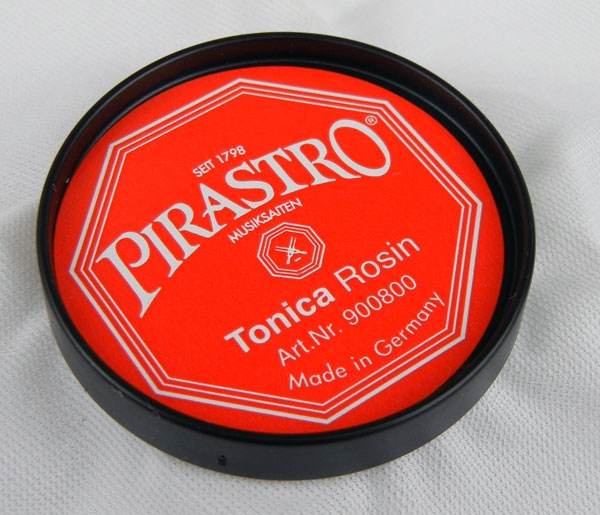 SEIT 1798
PIRASTRO®
MUSIKSAITEN
Tonica Rosin
Art.Nr. 900800
Made in Germany